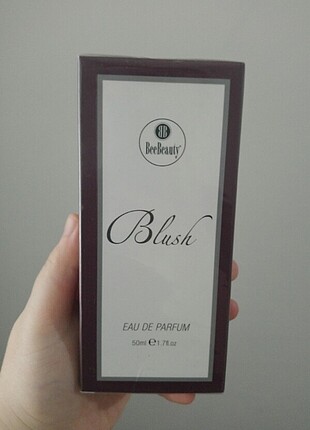 BB
BeeBeauty
Blush
EAU DE PARFUM
50ml e 1.7fl.oz